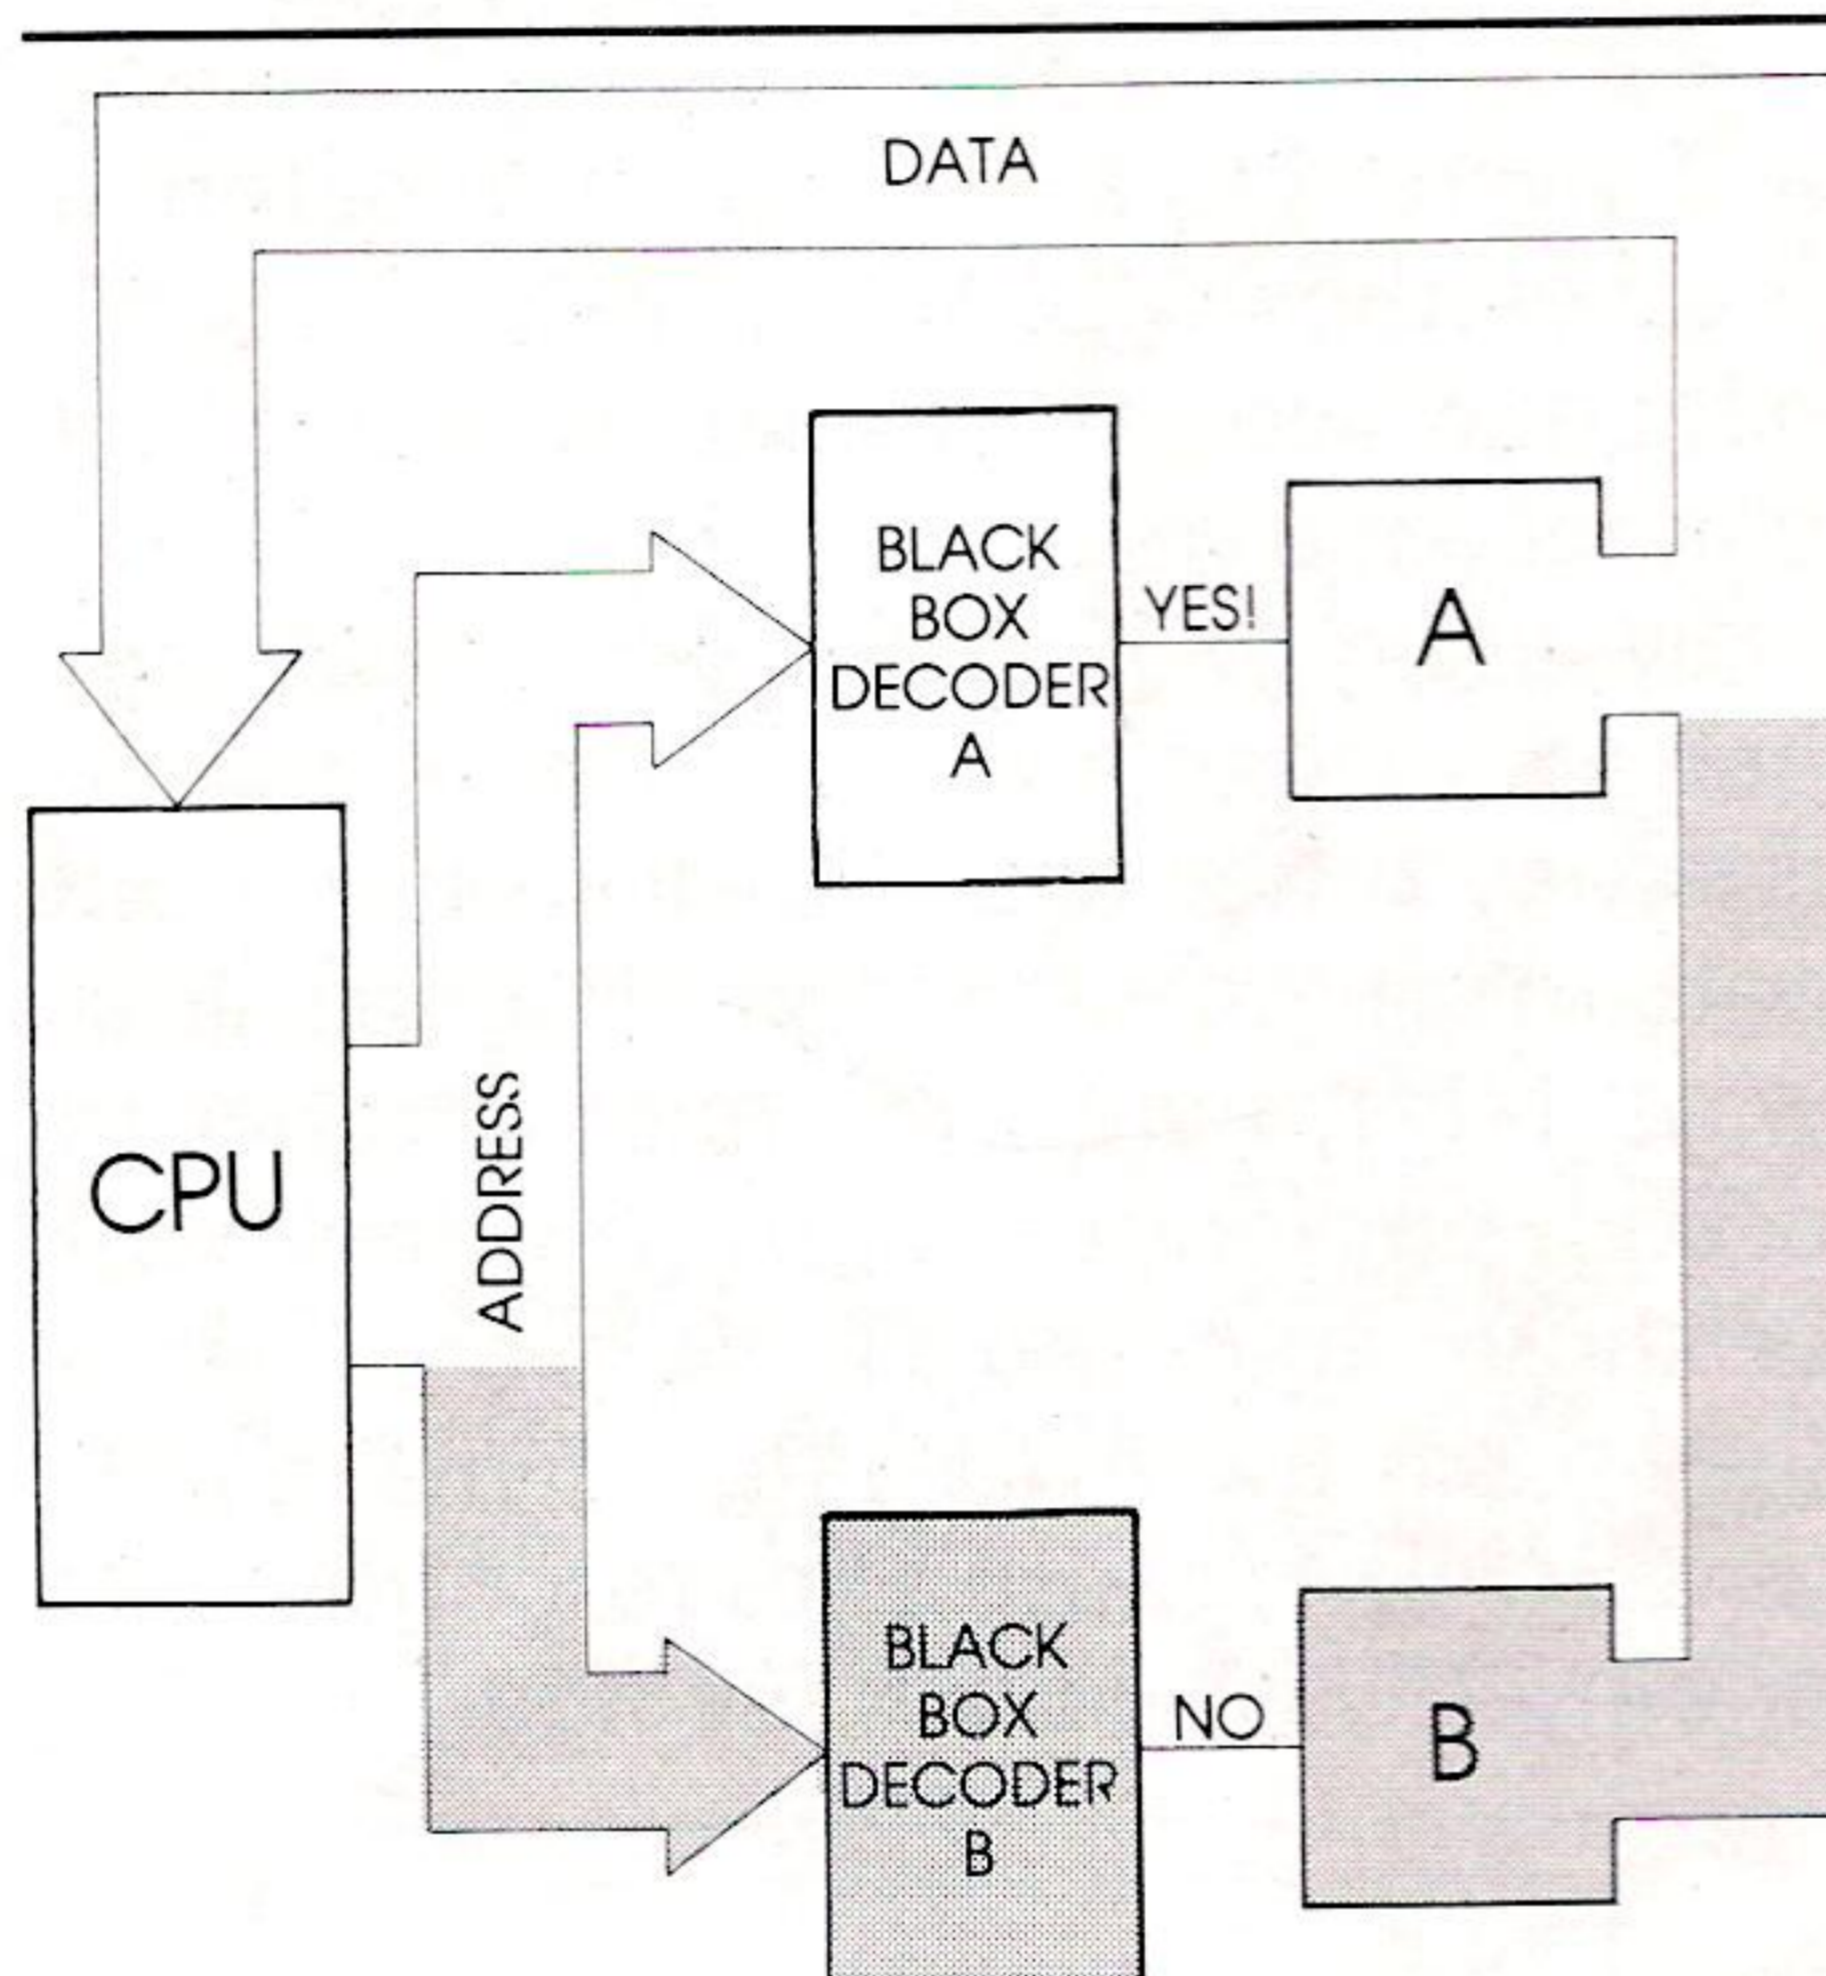 DATA
BLACK
BOX
DECODER
A
YES!
A
CPU
ADDRESS
BLACK
BOX
DECODER
B
NO
B